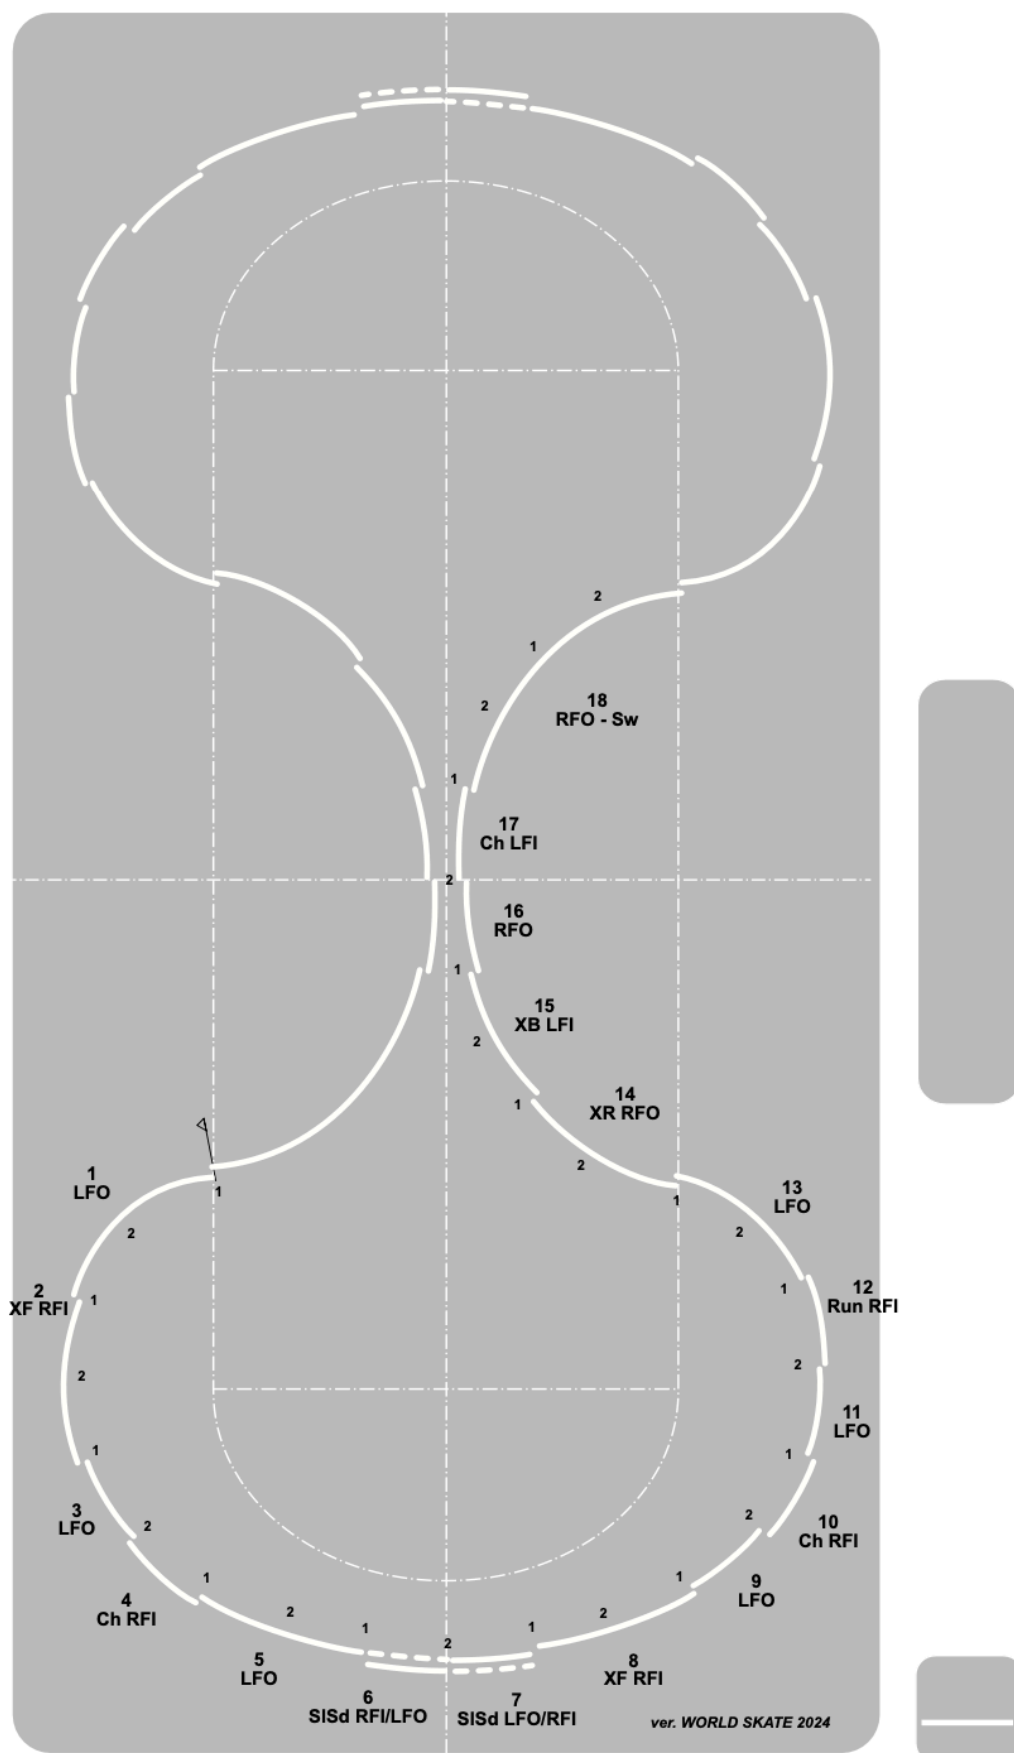 2
18
RFO - Sw
1
2
1
17
Ch LFI
2
16
RFO
1
15
XB LFI
2
14
XR RFO
1
2
1
LFO
1
2
13
LFO
1
2
2
XF RFI
1
12
Run RFI
1
2
2
11
LFO
1
1
3
LFO
2
10
Ch RFI
2
4
Ch RFI
1
9
LFO
1
5
LFO
2
1
2
1
2
8
XF RFI
6
SlSd RFI/LFO
7
SlSd LFO/RFI
ver. WORLD SKATE 2024